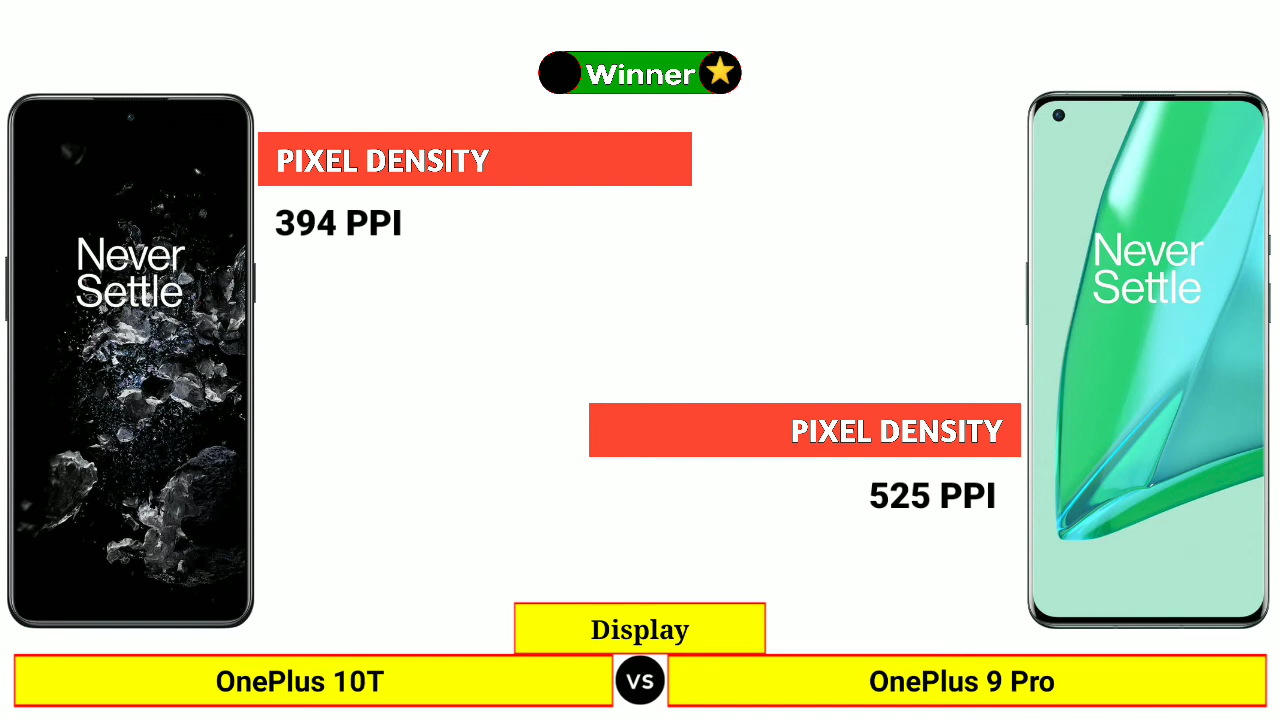 Winner
PIXEL DENSITY
394 PPI
Never
Settle
Never
Settle
PIXEL DENSITY
525 PPI
Display
OnePlus 10T
VS
OnePlus 9 Pro